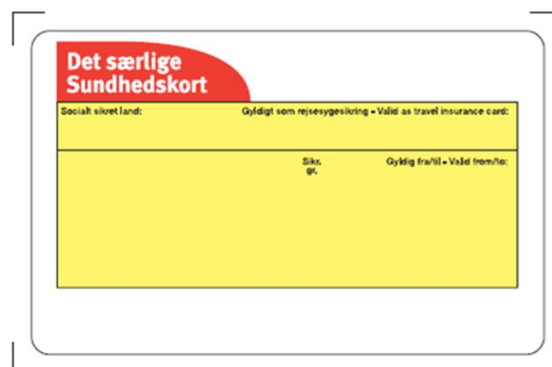 Det særlige
Sundhedskort
Socialt sikret land: Gyldigt som rejsesygesikring - Valid as travel insurance card:
Sikr. Gyldig fra/til - Valid from/to:
gr.